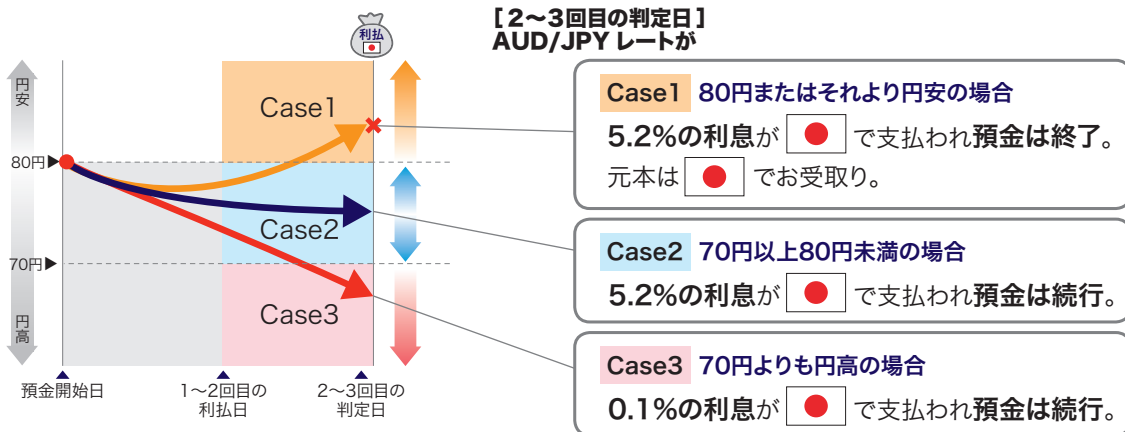 [2〜3回目の判定日]
AUD/JPY レートが
利払
円安
Case1
80円▶
Case2
70円▶
Case3
円高
預金開始日
1〜2回目の
利払日
2〜3回目の
判定日
Case1 80円またはそれより円安の場合
5.2%の利息が で支払われ預金は終了。
元本は でお受取り。
Case2 70円以上80円未満の場合
5.2%の利息が で支払われ預金は続行。
Case3 70円よりも円高の場合
0.1%の利息が で支払われ預金は続行。